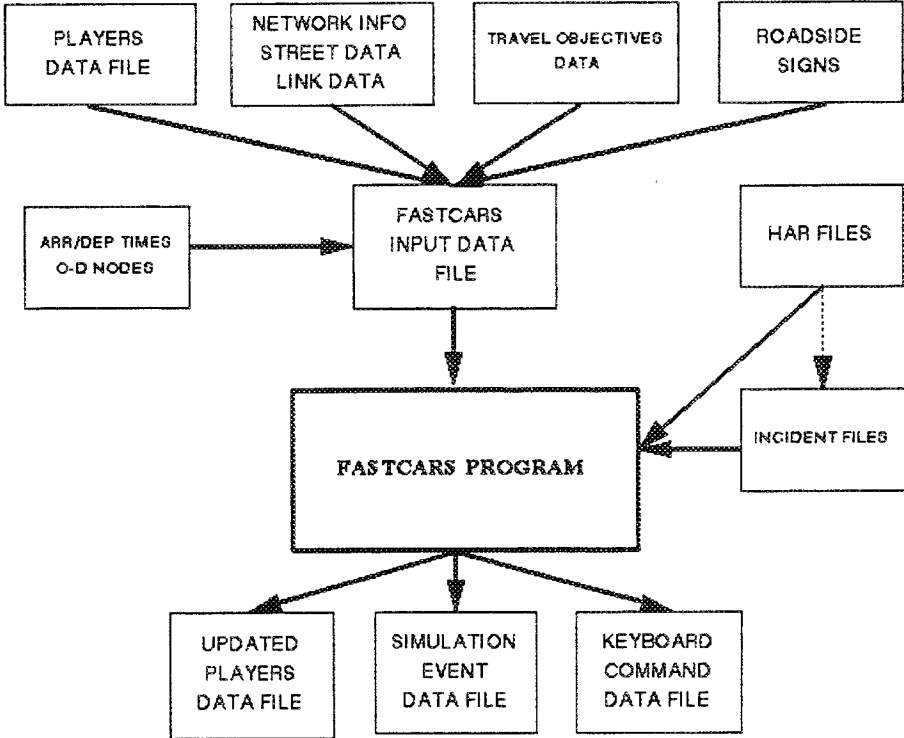 PLAYERS
DATA FILE
NETWORK INFO
STREET DATA
LINK DATA
TRAVEL OBJECTIVES
DATA
ROADSIDE
SIGNS
ARR/DEP TIMES
O-D NODES
FASTCARS
INPUT DATA
FILE
HAR FILES
FASTCARS PROGRAM
INCIDENT FILES
UPDATED
PLAYERS
DATA FILE
SIMULATION
EVENT
DATA FILE
KEYBOARD
COMMAND
DATA FILE